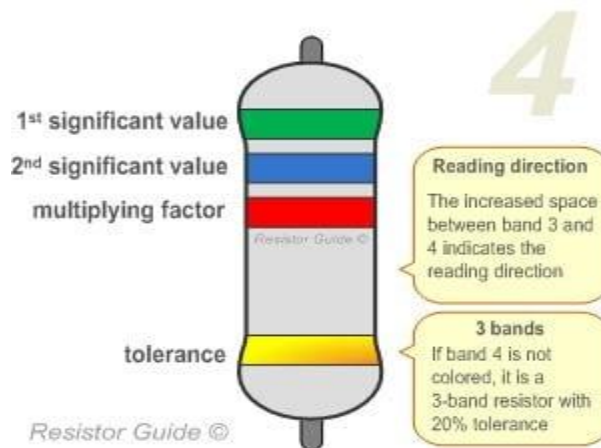 4
1st significant value
2nd significant value
multiplying factor
Resistor Guide ©
tolerance
Reading direction
The increased space
between band 3 and
4 indicates the
reading direction
3 bands
If band 4 is not
colored, it is a
3-band resistor with
20% tolerance
Resistor Guide ©